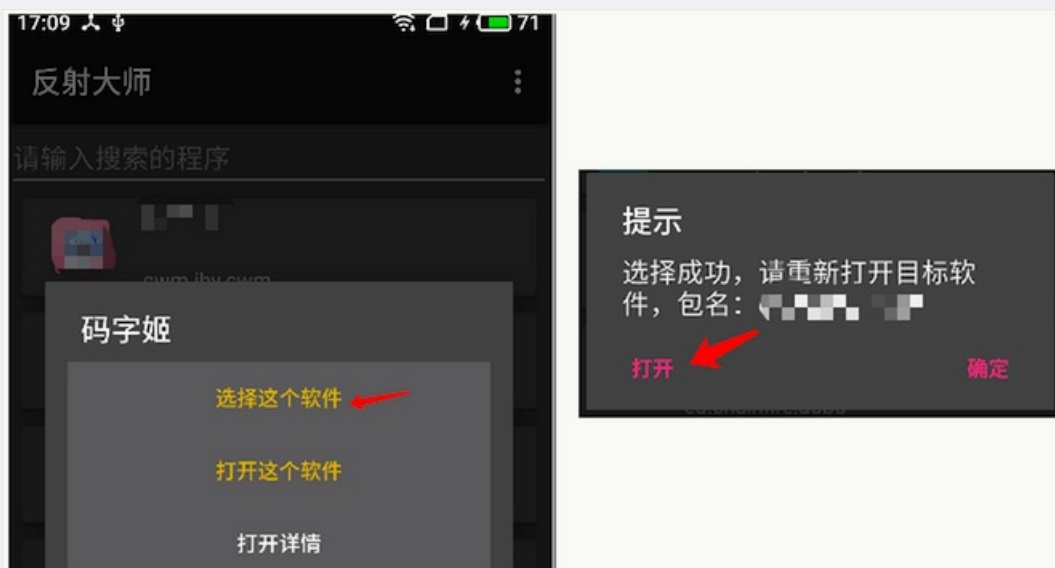 17:09
71
反射大师
请输入搜索的程序
码字姬
选择这个软件
打开这个软件
打开详情
提示
选择成功，请重新打开目标软
件，包名：
打开
确定